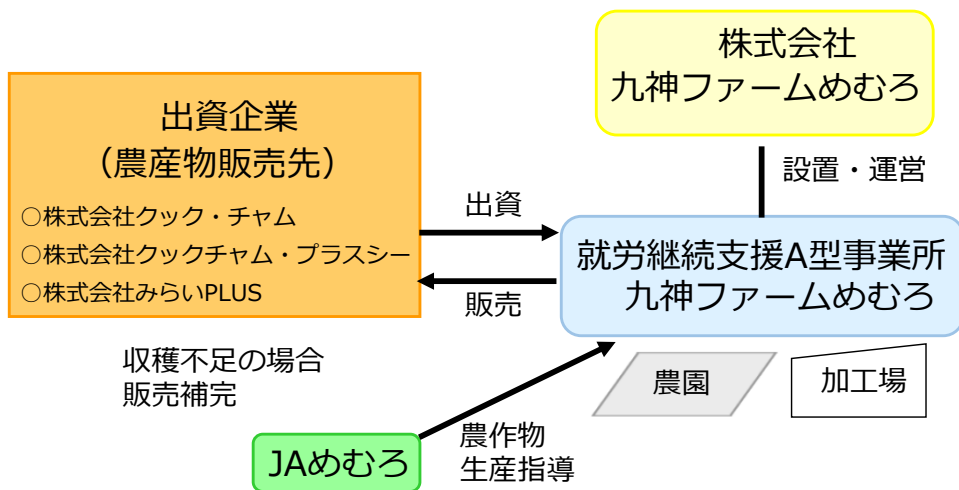 株式会社
九神ファームめむろ
出資企業
（農産物販売先）
○株式会社クック・チャム
○株式会社クックチャム・プラスシー
○株式会社みらいPLUS
設置・運営
出資
販売
就労継続支援A型事業所
九神ファームめむろ
農園
加工場
収穫不足の場合
販売補完
農作物
生産指導
JAめむろ